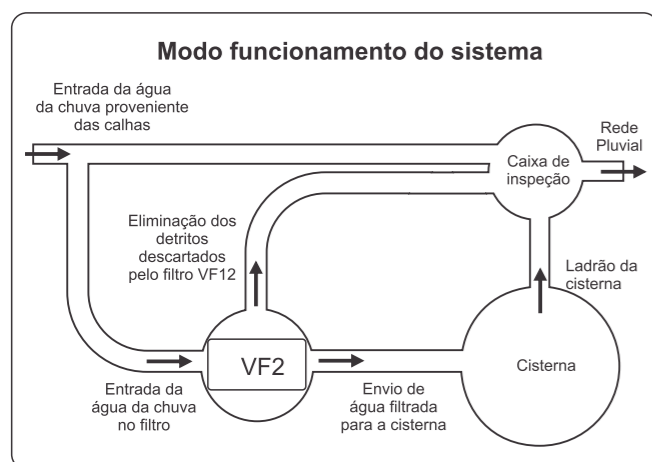 Modo funcionamento do sistema
Entrada da água
da chuva proveniente
das calhas
Rede
Pluvial
Caixa de
inspeção
Eliminação dos
detritos
descartados
pelo filtro VF12
Ladrão da
cisterna
VF2
Cisterna
Entrada da
água da chuva
no filtro
Envio de
água filtrada
para a cisterna